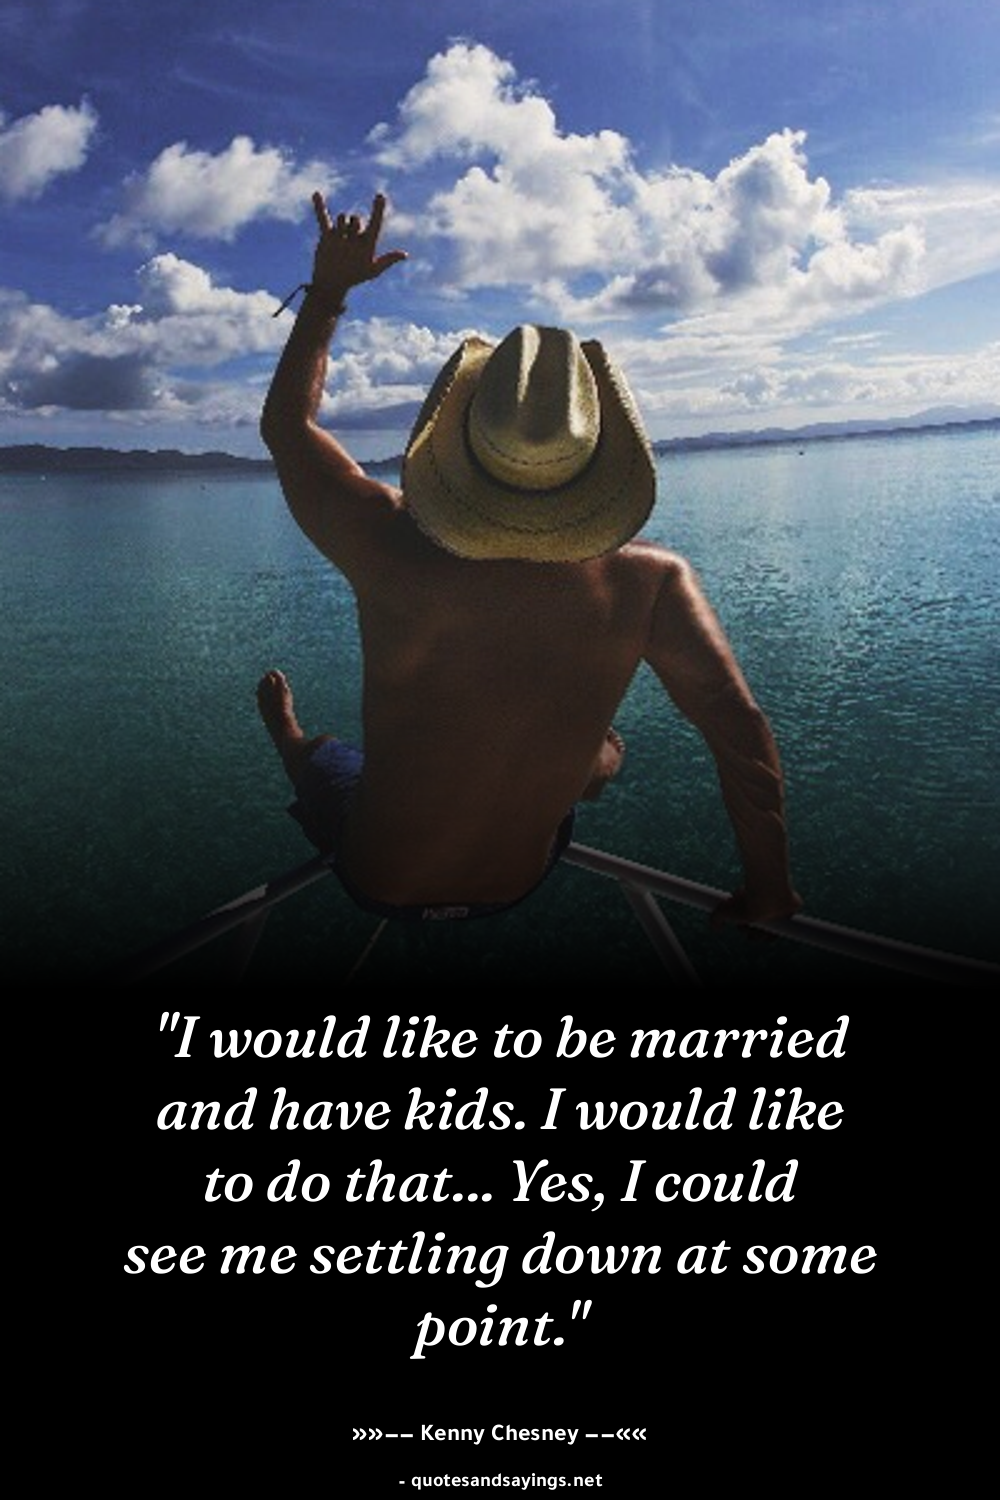 "I would like to be married
and have kids. I would like
to do that... Yes, I could
see me settling down at some
point."
»»–– Kenny Chesney ––««
- quotesandsayings.net